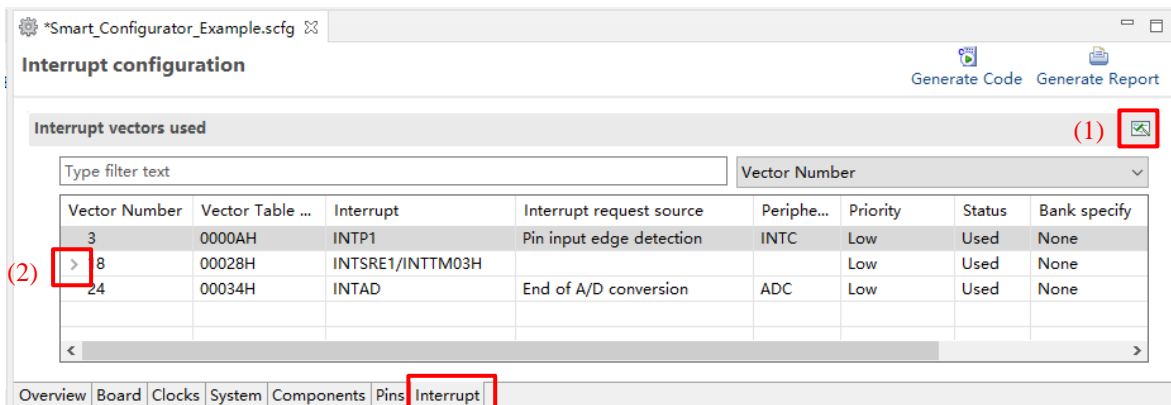 *Smart_Configurator_Example.scfg
Interrupt configuration
Generate Code Generate Report
Interrupt vectors used
(1)
Type filter text
Vector Number
Vector Number Vector Table ... Interrupt Interrupt request source Periphe... Priority Status Bank specify
3 0000AH INTP1 Pin input edge detection INTC Low Used None
(2) > 18 00028H INTSRE1/INTTM03H Low Used None
24 00034H INTAD End of A/D conversion ADC Low Used None
Overview Board Clocks System Components Pins Interrupt